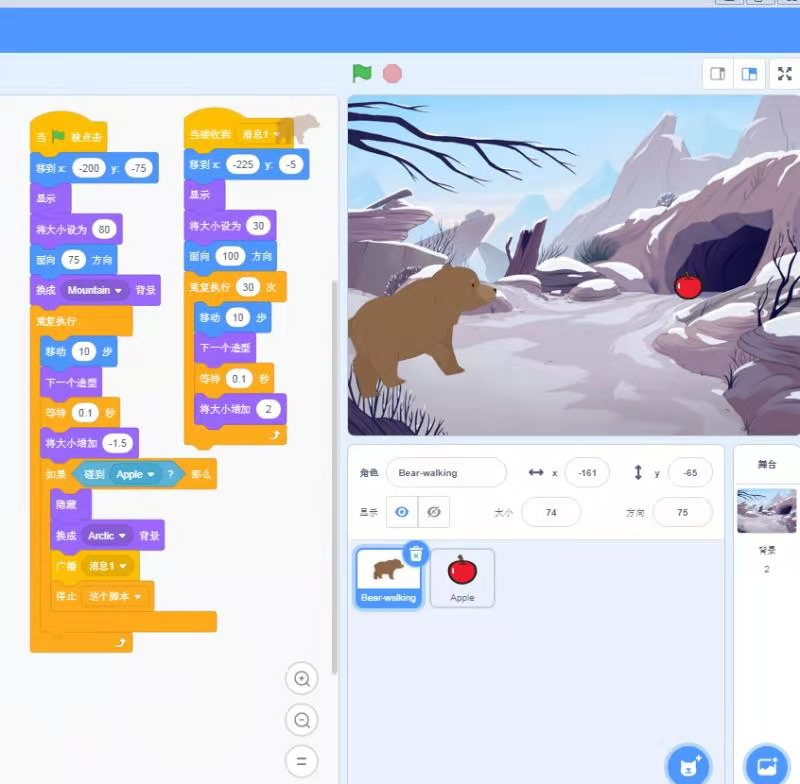 当 被点击
移到 x: -200 y: -75
显示
将大小设为 80
面向 75 方向
换成 Mountain 背景
重复执行
移动 10 步
下一个造型
等待 0.1 秒
将大小增加 -1.5
如果 碰到 Apple ? 那么
隐藏
换成 Arctic 背景
广播 消息1
停止 这个脚本
当接收到 消息1
移到 x: -225 y: -5
显示
将大小设为 30
面向 100 方向
重复执行 30 次
移动 10 步
下一个造型
等待 0.1 秒
将大小增加 2
角色 Bear-walking x -161 y -65
显示 大小 74 方向 75
Bear-walking
Apple
舞台
背景
2